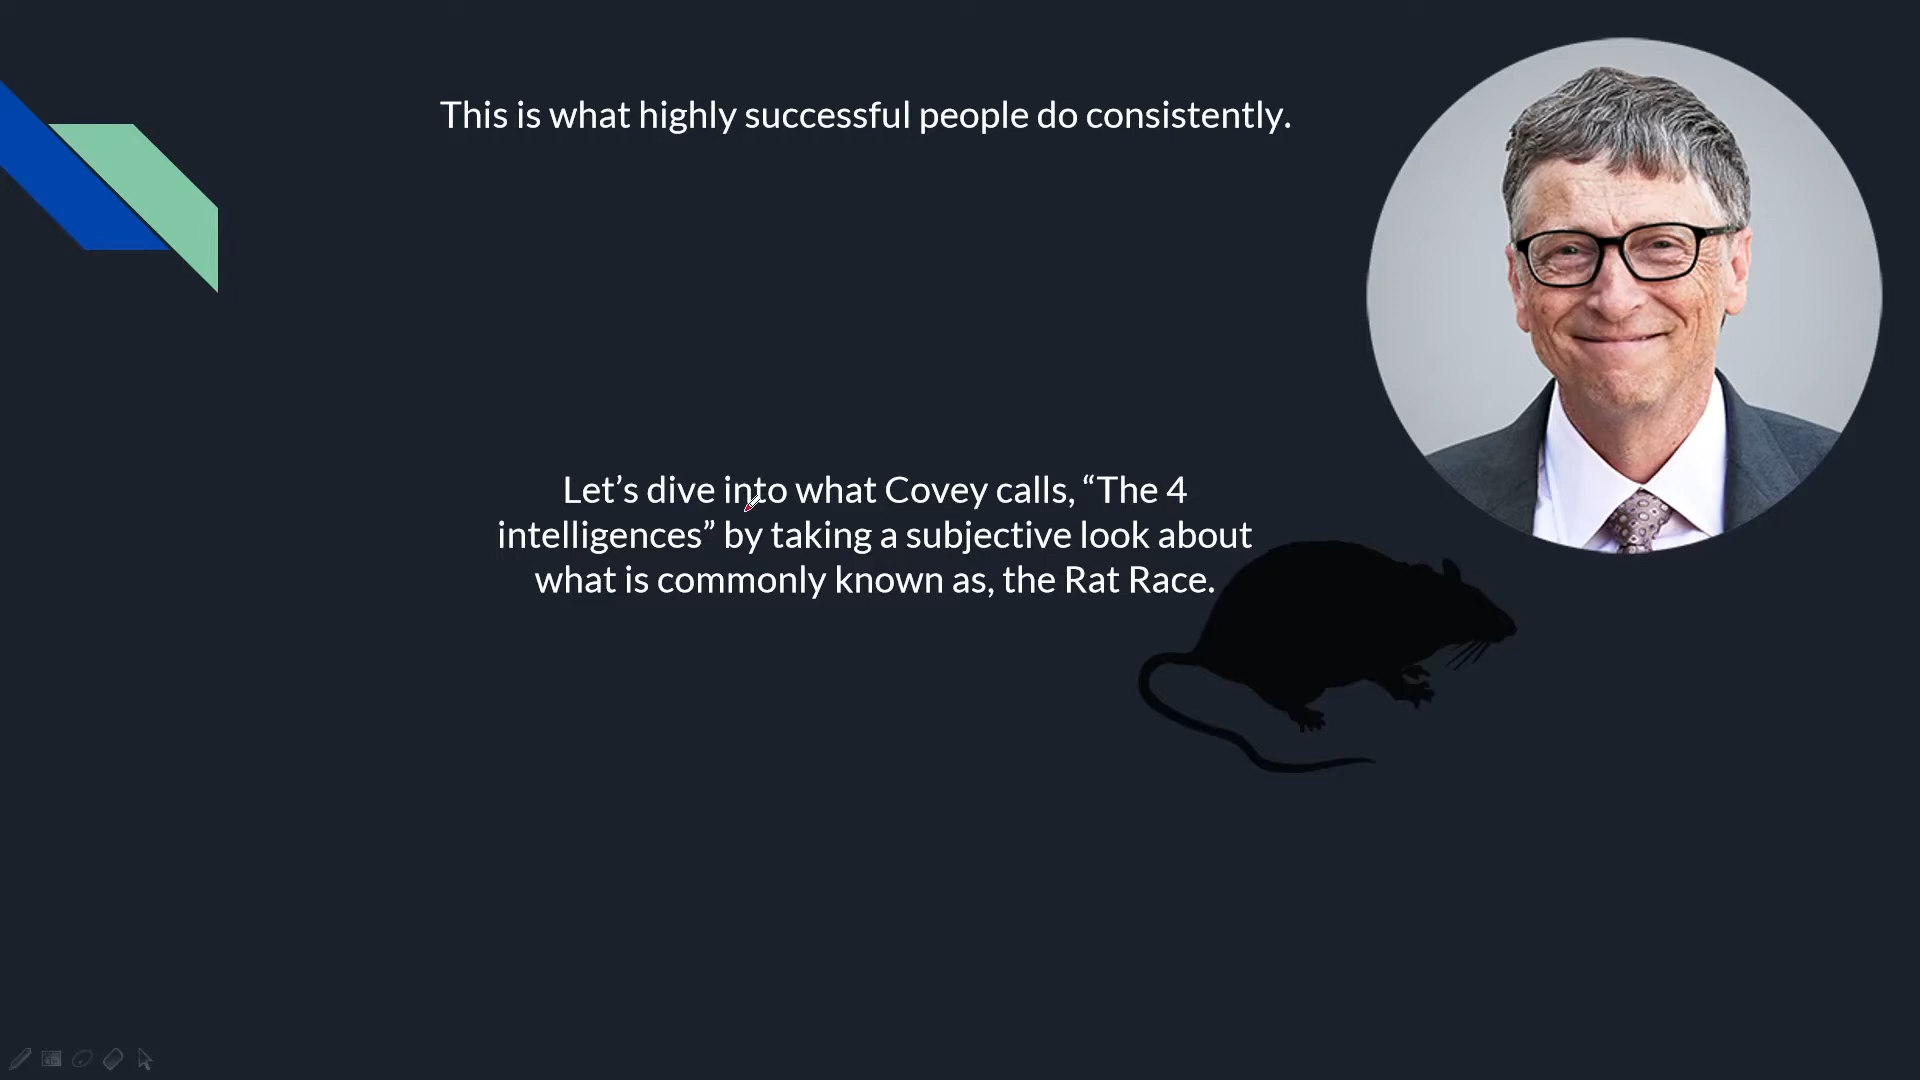 This is what highly successful people do consistently.
Let’s dive into what Covey calls, “The 4
intelligences” by taking a subjective look about
what is commonly known as, the Rat Race.